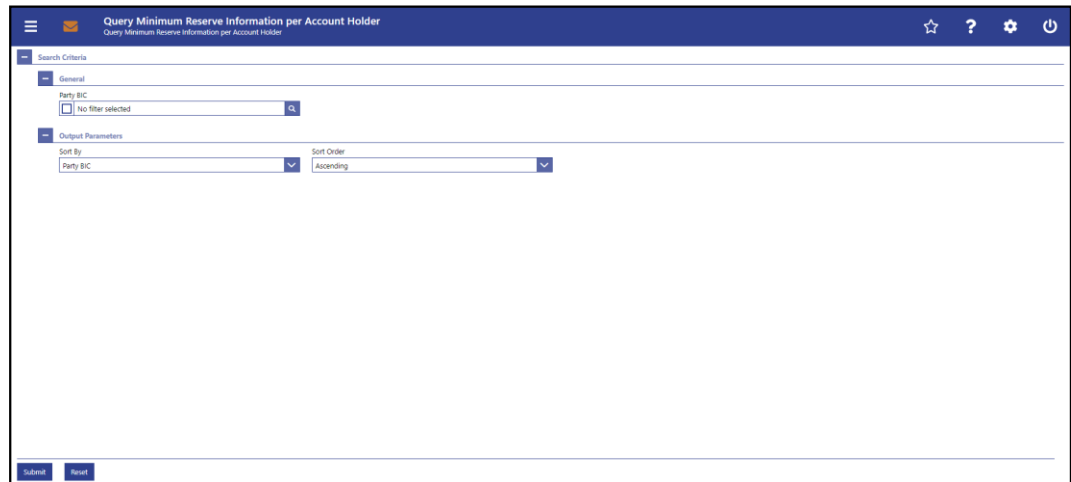 Query Minimum Reserve Information per Account Holder
Query Minimum Reserve Information per Account Holder
Search Criteria
General
Party BIC
No filter selected
Output Parameters
Sort By Sort Order
Party BIC Ascending
Submit Reset